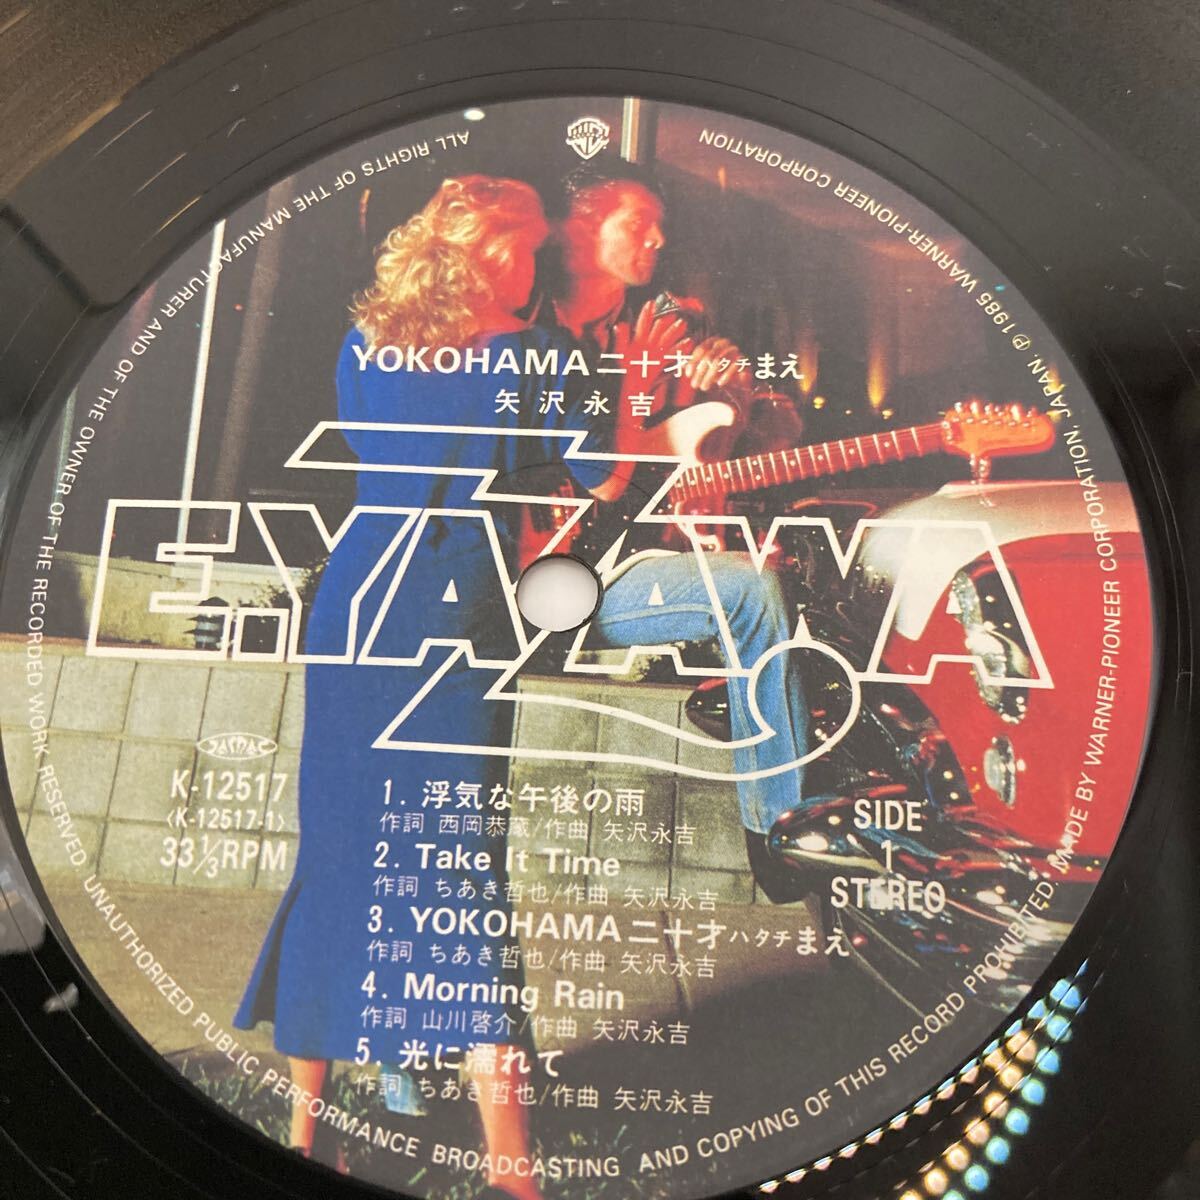 YOKOHAMA二十才ハタチまえ
矢沢永吉
E.YAZAWA
JASRAC
K-12517
〈K-12517-1〉
33 1/3 RPM
SIDE
1
STEREO
1. 浮気な午後の雨
作詞 西岡恭蔵/作曲 矢沢永吉
2. Take It Time
作詞 ちあき哲也/作曲 矢沢永吉
3. YOKOHAMA二十才ハタチまえ
作詞 ちあき哲也/作曲 矢沢永吉
4. Morning Rain
作詞 山川啓介/作曲 矢沢永吉
5. 光に濡れて
作詞 ちあき哲也/作曲 矢沢永吉
ALL RIGHTS OF THE MANUFACTURER AND OF THE OWNER OF THE RECORDED WORK RESERVED. UNAUTHORIZED PUBLIC PERFORMANCE BROADCASTING AND COPYING OF THIS RECORD PROHIBITED. MADE BY WARNER-PIONEER CORPORATION, JAPAN. ℗1985 WARNER-PIONEER CORPORATION